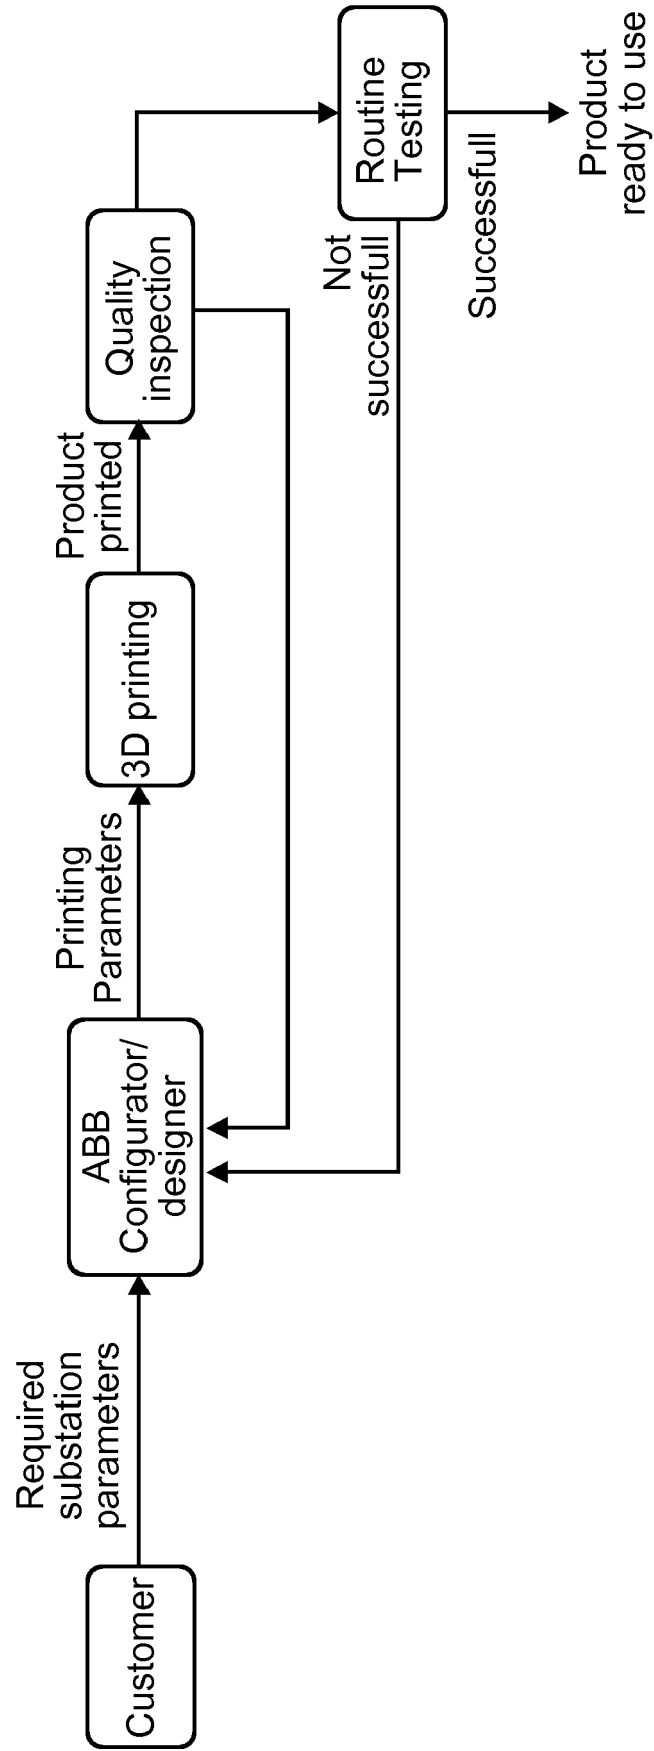 Customer
Required
substation
parameters
ABB
Configurator/
designer
Printing
Parameters
3D printing
Product
printed
Quality
inspection
Routine
Testing
Not
successfull
Successfull
Product
ready to use